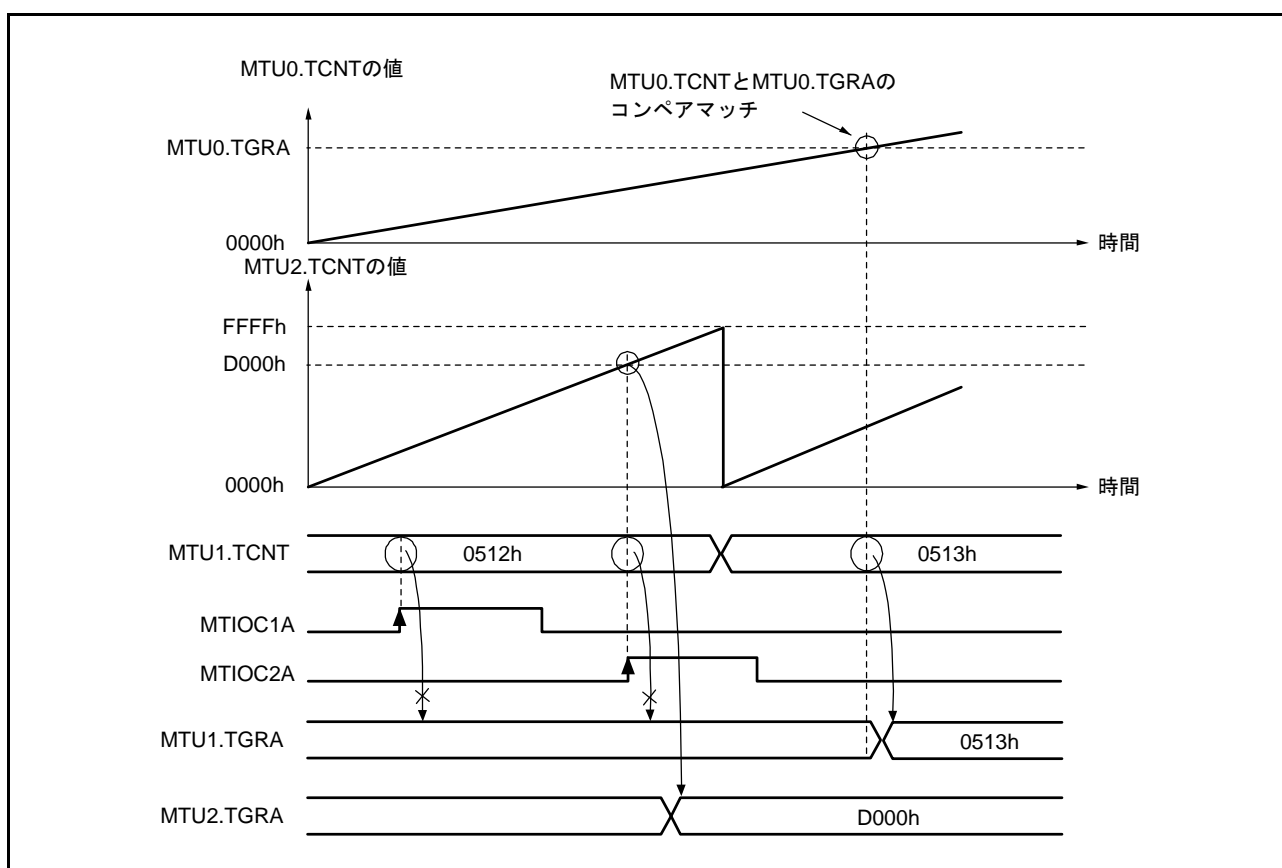 MTU0.TCNTの値
MTU0.TCNTとMTU0.TGRAの
コンペアマッチ
MTU0.TGRA
0000h
時間
MTU2.TCNTの値
FFFFh
D000h
0000h
時間
MTU1.TCNT
0512h
0513h
MTIOC1A
MTIOC2A
MTU1.TGRA
0513h
MTU2.TGRA
D000h